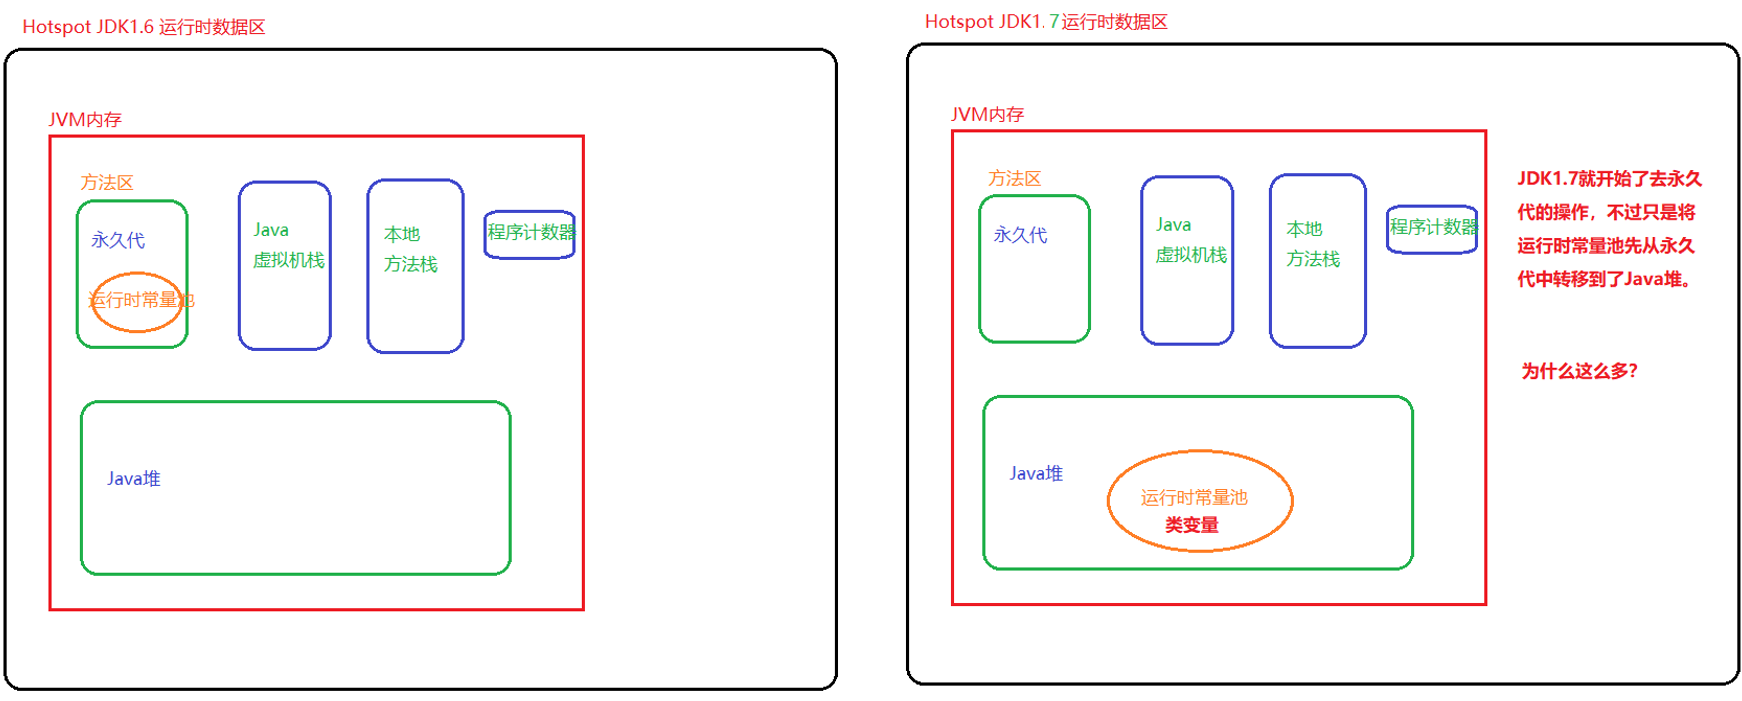 Hotspot JDK1.6 运行时数据区
JVM内存
方法区
永久代
运行时常量池
Java
虚拟机栈
本地
方法栈
程序计数器
Java堆
Hotspot JDK1. 7运行时数据区
JVM内存
方法区
永久代
Java
虚拟机栈
本地
方法栈
程序计数器
Java堆
运行时常量池
类变量
JDK1.7就开始了去永久
代的操作，不过只是将
运行时常量池先从永久
代中转移到了Java堆。
为什么这么多？